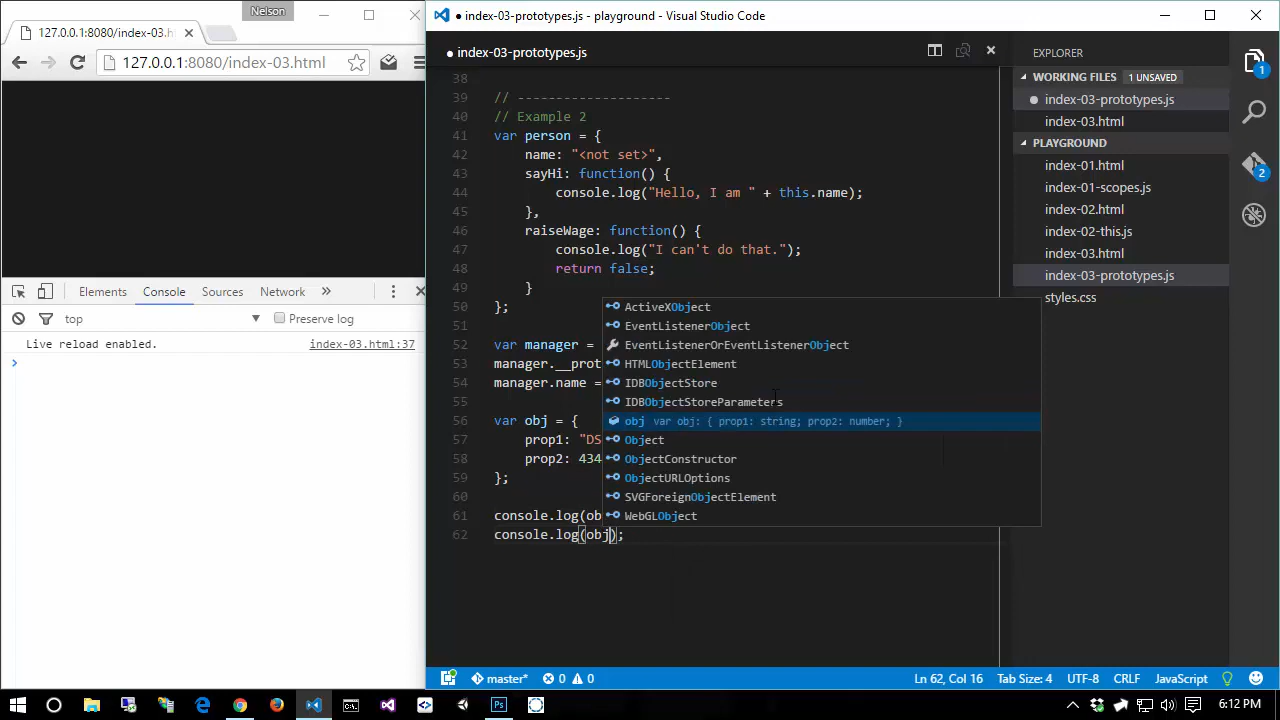 Nelson
127.0.0.1:8080/index-03.h
127.0.0.1:8080/index-03.html
Elements Console Sources Network »
top Preserve log
Live reload enabled. index-03.html:37
● index-03-prototypes.js - playground - Visual Studio Code
● index-03-prototypes.js
38
39 // --------------------
40 // Example 2
41 var person = {
42 name: "<not set>",
43 sayHi: function() {
44 console.log("Hello, I am " + this.name);
45 },
46 raiseWage: function() {
47 console.log("I can't do that.");
48 return false;
49 }
50 };
51
52 var manager =
53 manager.__prot
54 manager.name =
55
56 var obj = {
57 prop1: "DS
58 prop2: 434
59 };
60
61 console.log(ob
62 console.log(obj);
ActiveXObject
EventListenerObject
EventListenerOrEventListenerObject
HTMLObjectElement
IDBObjectStore
IDBObjectStoreParameters
obj var obj: { prop1: string; prop2: number; }
Object
ObjectConstructor
ObjectURLOptions
SVGForeignObjectElement
WebGLObject
EXPLORER
WORKING FILES 1 UNSAVED
index-03-prototypes.js
index-03.html
PLAYGROUND
index-01.html
index-01-scopes.js
index-02.html
index-02-this.js
index-03.html
index-03-prototypes.js
styles.css
1
2
master* 0 0 Ln 62, Col 16 Tab Size: 4 UTF-8 CRLF JavaScript
6:12 PM